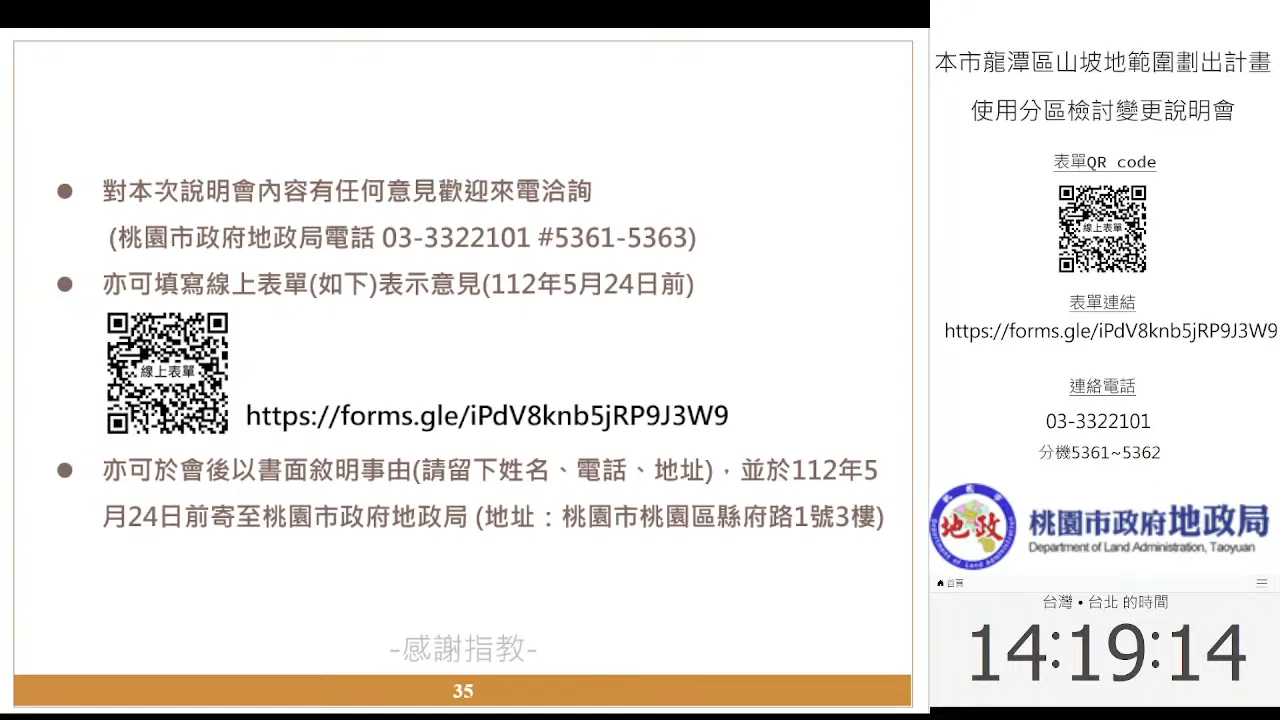 ● 對本次說明會內容有任何意見歡迎來電洽詢
(桃園市政府地政局電話 03-3322101 #5361-5363)
● 亦可填寫線上表單(如下)表示意見(112年5月24日前)
線上表單
https://forms.gle/iPdV8knb5jRP9J3W9
● 亦可於會後以書面敘明事由(請留下姓名、電話、地址)，並於112年5
月24日前寄至桃園市政府地政局 (地址：桃園市桃園區縣府路1號3樓)
-感謝指教-
35
本市龍潭區山坡地範圍劃出計畫
使用分區檢討變更說明會
表單QR code
線上表單
表單連結
https://forms.gle/iPdV8knb5jRP9J3W9
連絡電話
03-3322101
分機5361~5362
桃園市
地政
Department of Land Administration
桃園市政府地政局
Department of Land Administration, Taoyuan
首頁
台灣 • 台北 的時間
14:19:14